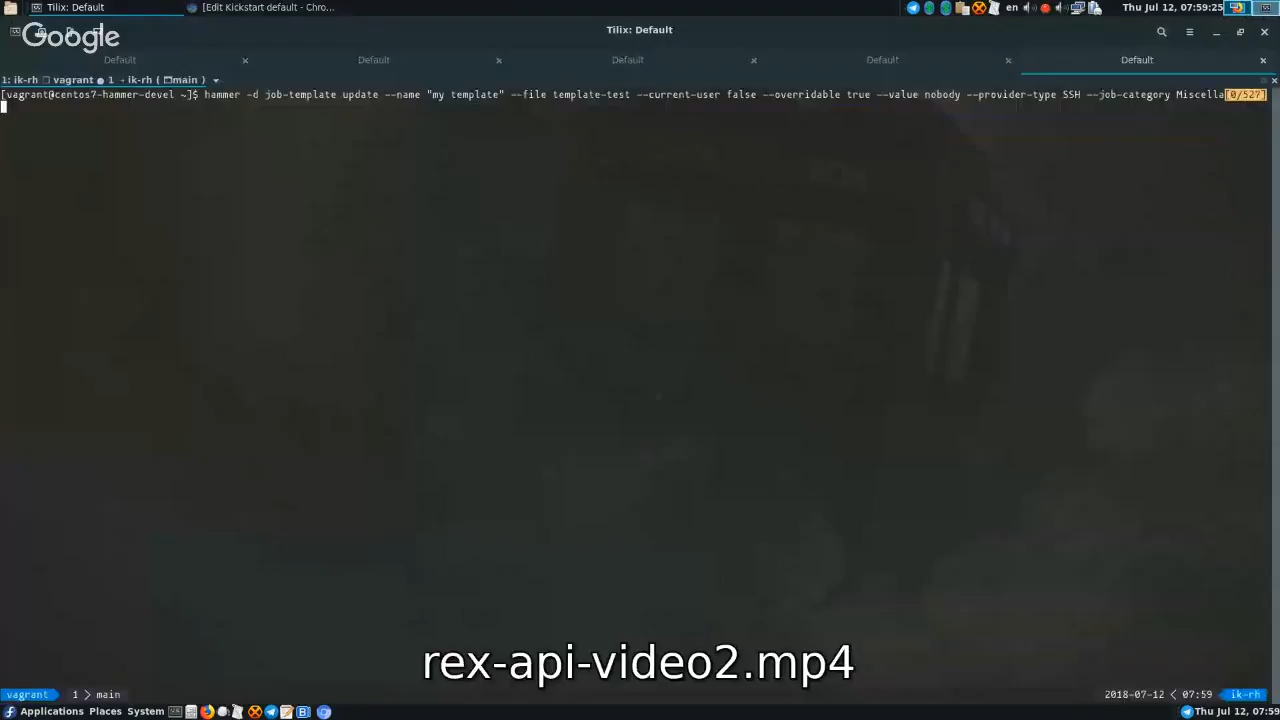 Tilix: Default
[Edit Kickstart default - Chro...
en
Thu Jul 12, 07:59:25
Google
Tilix: Default
Default
Default
Default
Default
Default
1: ik-rh vagrant 1 ik-rh ( main )
[vagrant@centos7-hammer-devel ~]$ hammer -d job-template update --name "my template" --file template-test --current-user false --overridable true --value nobody --provider-type SSH --job-category Miscella[0/527]
rex-api-video2.mp4
vagrant 1 > main 2018-07-12 < 07:59 ik-rh
Applications Places System Thu Jul 12, 07:59